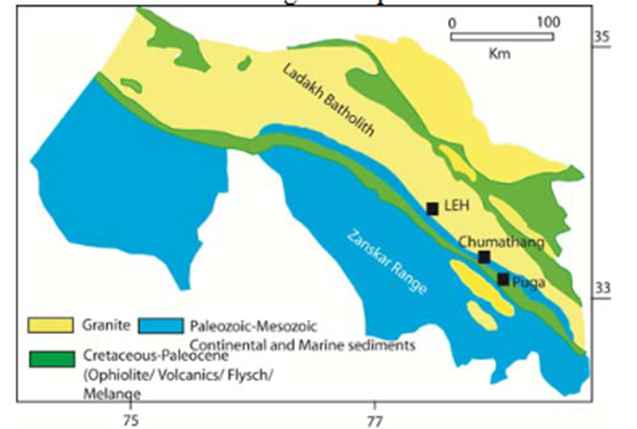 0 100
Km
35
Ladakh Batholith
LEH
Chumathang
Zanskar Range
Puga
33
Granite
Paleozoic-Mesozoic
Continental and Marine sediments
Cretaceous-Paleocene
(Ophiolite/ Volcanics/ Flysch/
Melange
75 77